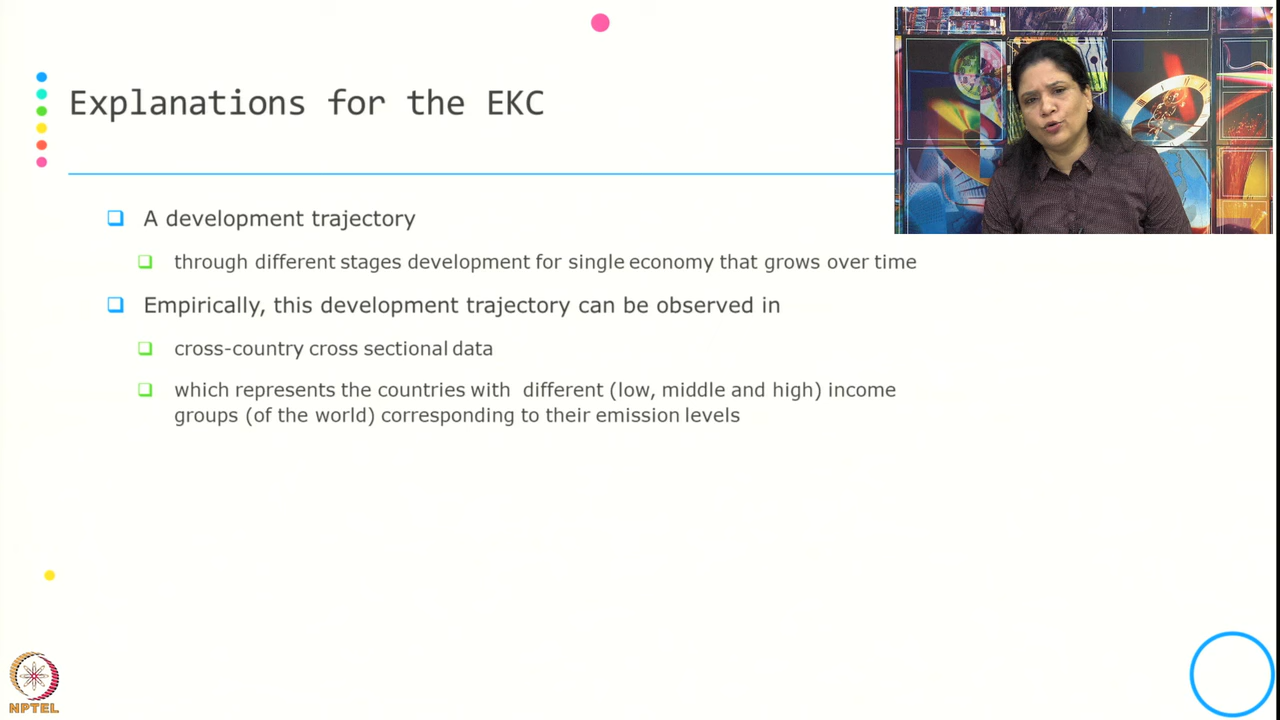 Explanations for the EKC
A development trajectory
through different stages development for single economy that grows over time
Empirically, this development trajectory can be observed in
cross-country cross sectional data
which represents the countries with different (low, middle and high) income
groups (of the world) corresponding to their emission levels
NPTEL